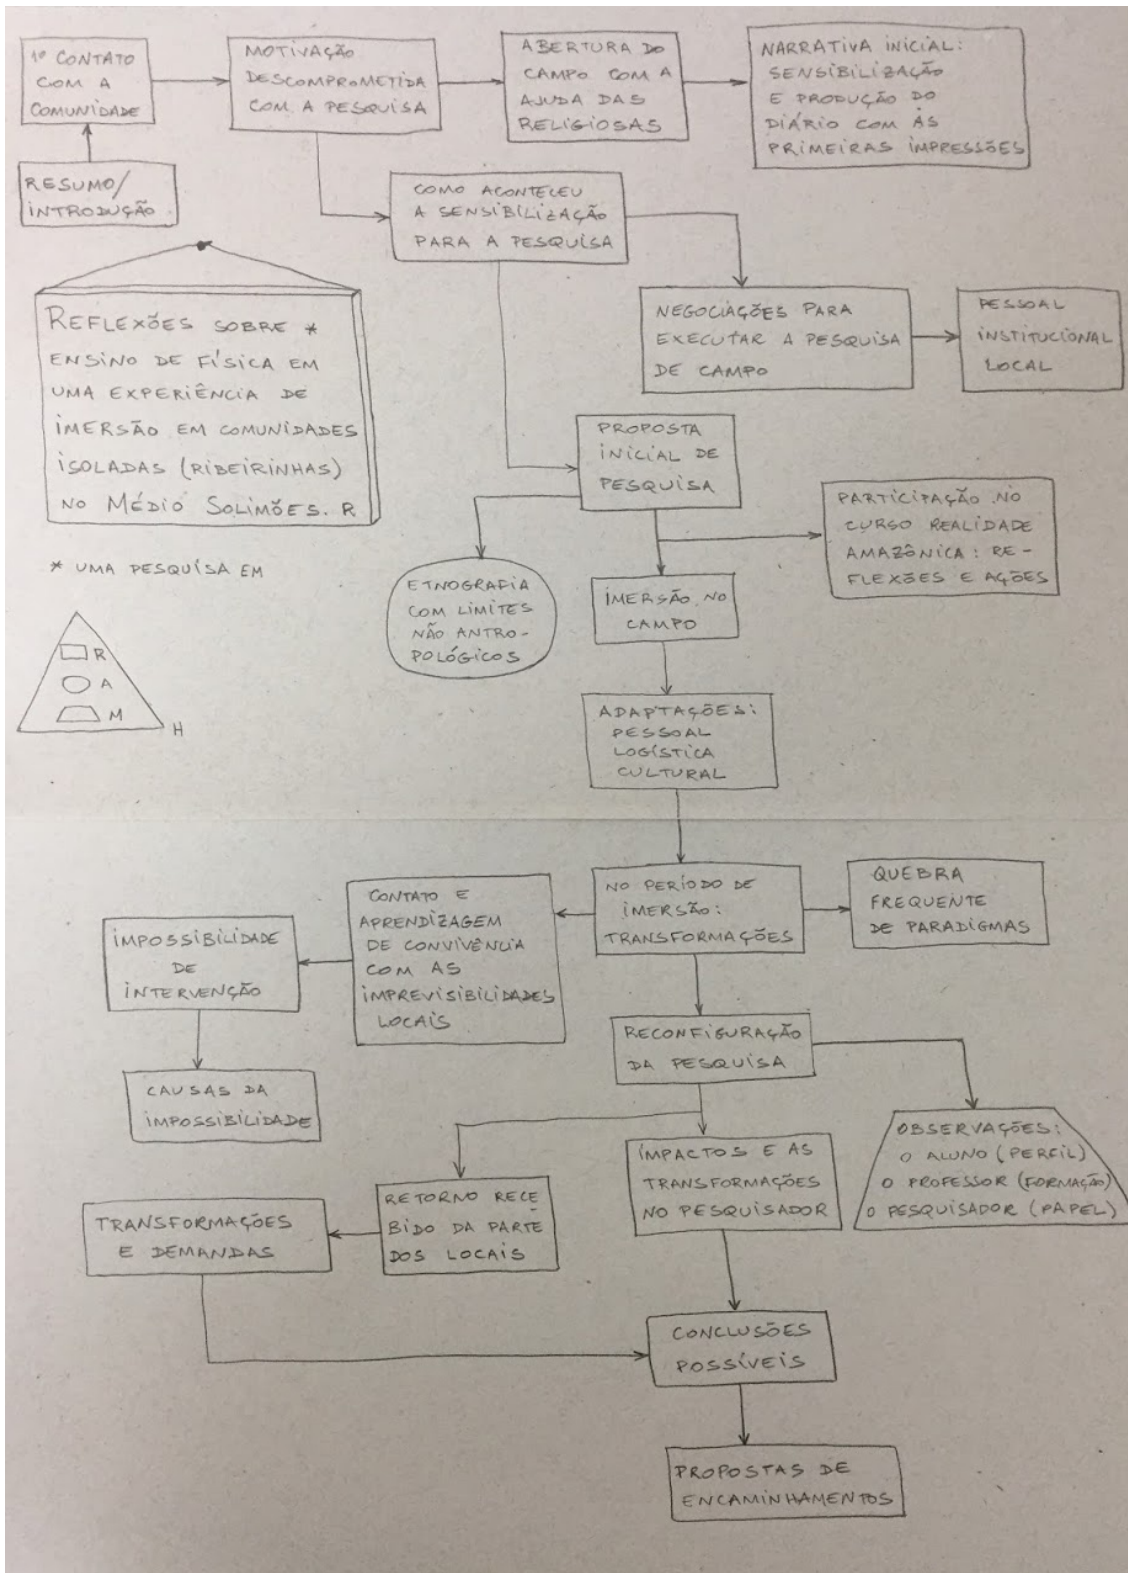 1º CONTATO
COM A
COMUNIDADE
MOTIVAÇÃO
DESCOMPROMETIDA
COM A PESQUISA
ABERTURA DO
CAMPO COM A
AJUDA DAS
RELIGIOSAS
NARRATIVA INICIAL:
SENSIBILIZAÇÃO
E PRODUÇÃO DO
DIÁRIO COM ÀS
PRIMEIRAS IMPRESSÕES
RESUMO/
INTRODUÇÃO
COMO ACONTECEU
A SENSIBILIZAÇÃO
PARA A PESQUISA
REFLEXÕES SOBRE *
ENSINO DE FÍSICA EM
UMA EXPERIÊNCIA DE
IMERSÃO EM COMUNIDADES
ISOLADAS (RIBEIRINHAS)
NO MÉDIO SOLIMÕES. R
NEGOCIAÇÕES PARA
EXECUTAR A PESQUISA
DE CAMPO
PESSOAL
INSTITUCIONAL
LOCAL
PROPOSTA
INICIAL DE
PESQUISA
PARTICIPAÇÃO NO
CURSO REALIDADE
AMAZÔNICA: RE-
FLEXÕES E AÇÕES
* UMA PESQUISA EM
R
A
M
H
ETNOGRAFIA
COM LIMITES
NÃO ANTRO-
POLÓGICOS
IMERSÃO NO
CAMPO
ADAPTAÇÕES:
PESSOAL
LOGÍSTICA
CULTURAL
NO PERÍODO DE
IMERSÃO:
TRANSFORMAÇÕES
QUEBRA
FREQUENTE
DE PARADIGMAS
CONTATO E
APRENDIZAGEM
DE CONVIVÊNCIA
COM AS
IMPREVISIBILIDADES
LOCAIS
IMPOSSIBILIDADE
DE
INTERVENÇÃO
CAUSAS DA
IMPOSSIBILIDADE
RECONFIGURAÇÃO
DA PESQUISA
OBSERVAÇÕES:
O ALUNO (PERFIL)
O PROFESSOR (FORMAÇÃO)
O PESQUISADOR (PAPEL)
IMPACTOS E AS
TRANSFORMAÇÕES
NO PESQUISADOR
RETORNO RECE
BIDO DA PARTE
DOS LOCAIS
TRANSFORMAÇÕES
E DEMANDAS
CONCLUSÕES
POSSÍVEIS
PROPOSTAS DE
ENCAMINHAMENTOS